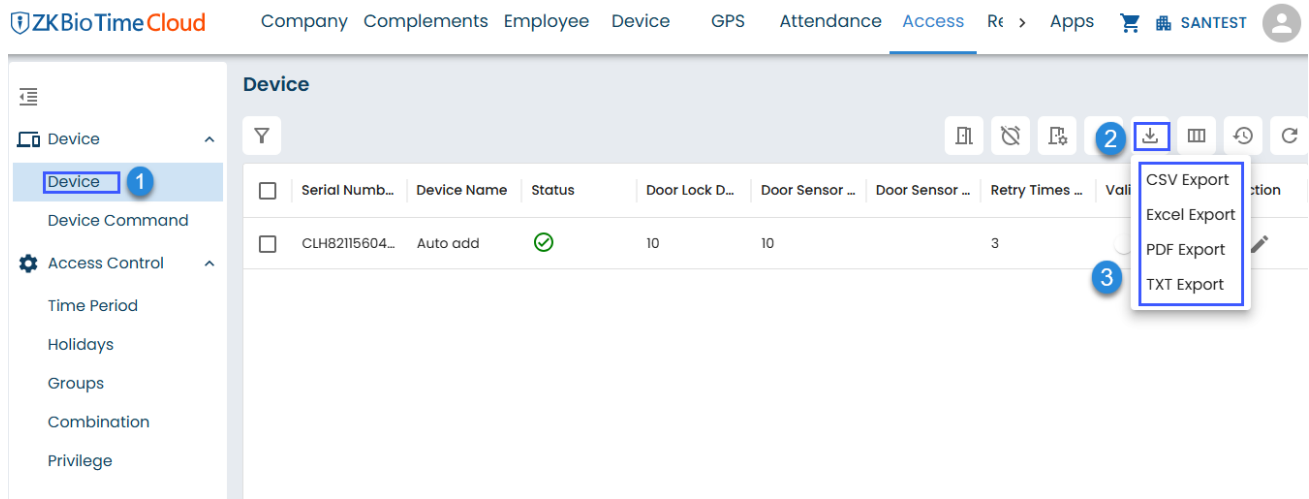 ZKBioTime Cloud Company Complements Employee Device GPS Attendance Access Re > Apps SANTEST
Device
Device
2
Device 1
Device Command
Access Control
Time Period
Holidays
Groups
Combination
Privilege
Serial Numb... Device Name Status Door Lock D... Door Sensor ... Door Sensor ... Retry Times ... Vali ction
CLH82115604... Auto add 10 10 3
CSV Export
Excel Export
PDF Export
3 TXT Export